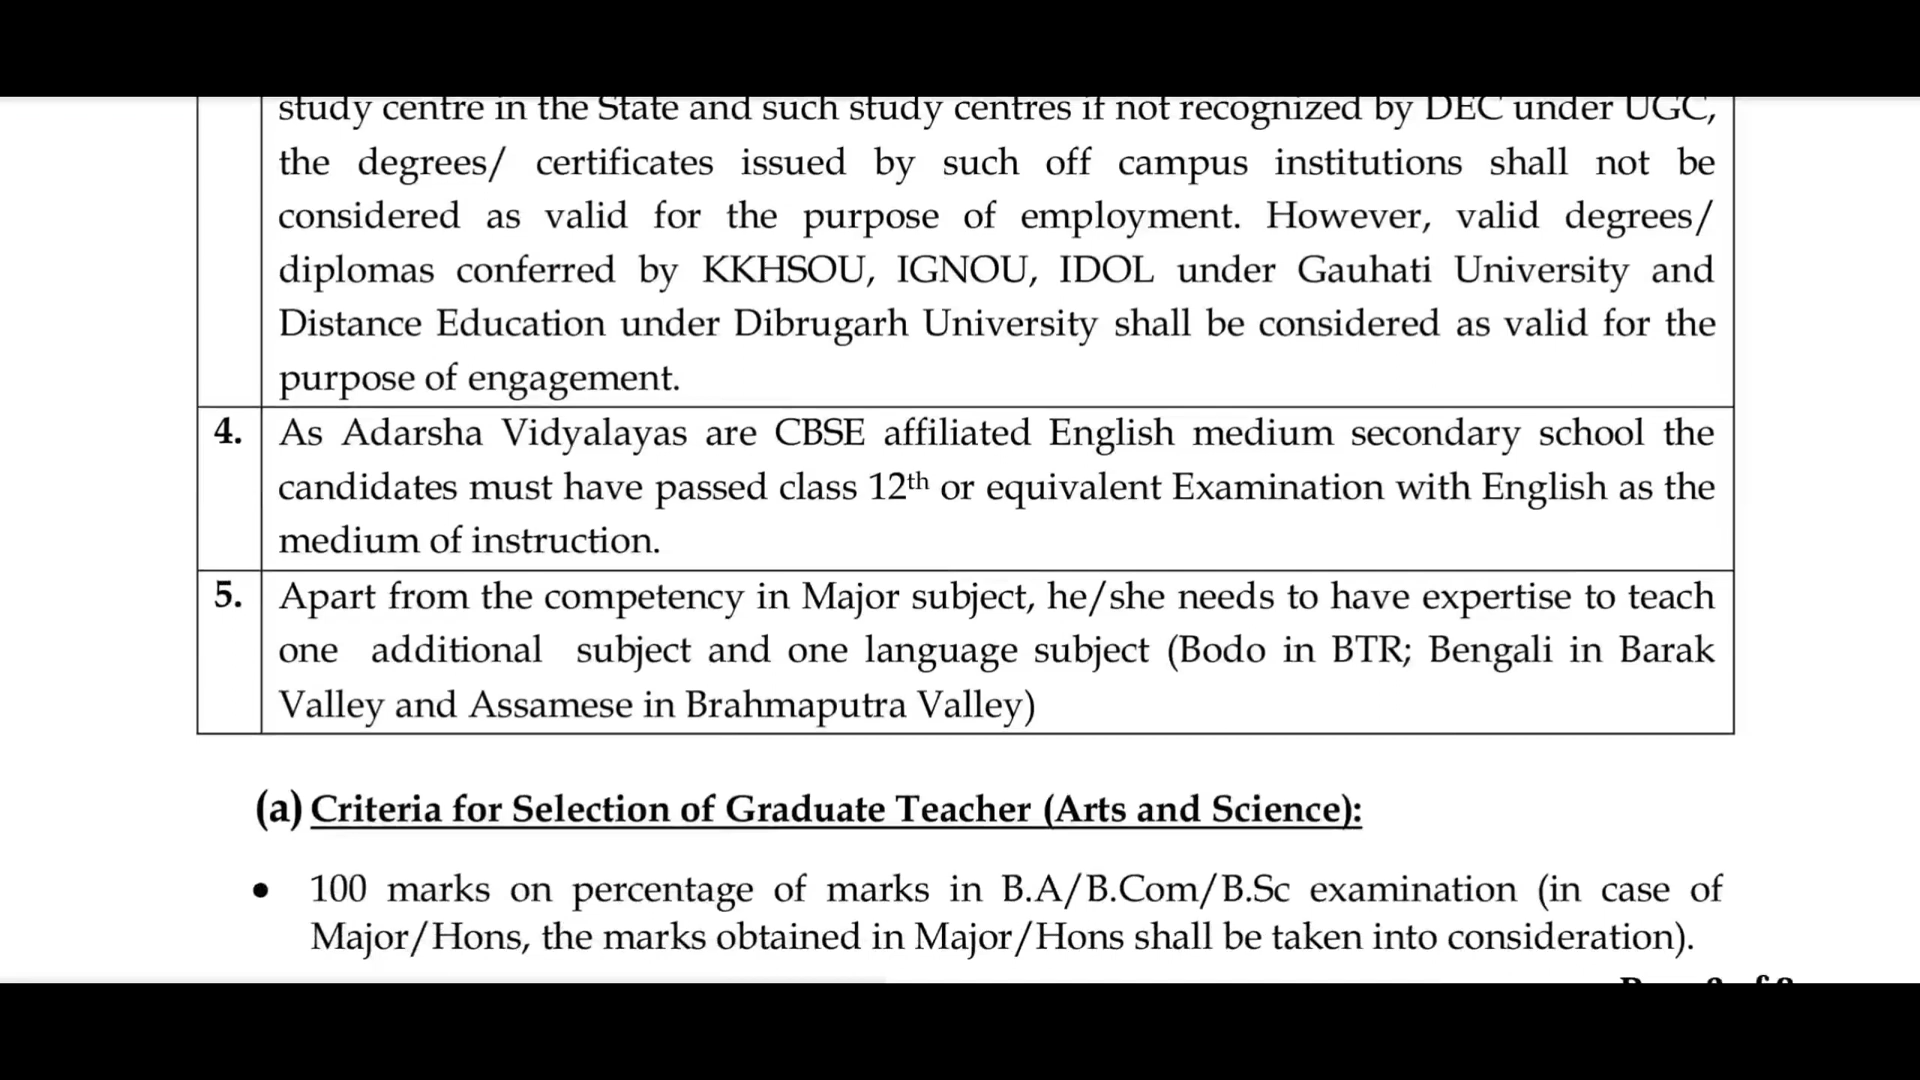 study centre in the State and such study centres if not recognized by DEC under UGC,
the degrees/ certificates issued by such off campus institutions shall not be
considered as valid for the purpose of employment. However, valid degrees/
diplomas conferred by KKHSOU, IGNOU, IDOL under Gauhati University and
Distance Education under Dibrugarh University shall be considered as valid for the
purpose of engagement.
4. As Adarsha Vidyalayas are CBSE affiliated English medium secondary school the
candidates must have passed class 12th or equivalent Examination with English as the
medium of instruction.
5. Apart from the competency in Major subject, he/she needs to have expertise to teach
one additional subject and one language subject (Bodo in BTR; Bengali in Barak
Valley and Assamese in Brahmaputra Valley)
(a) Criteria for Selection of Graduate Teacher (Arts and Science):
• 100 marks on percentage of marks in B.A/B.Com/B.Sc examination (in case of
Major/Hons, the marks obtained in Major/Hons shall be taken into consideration).